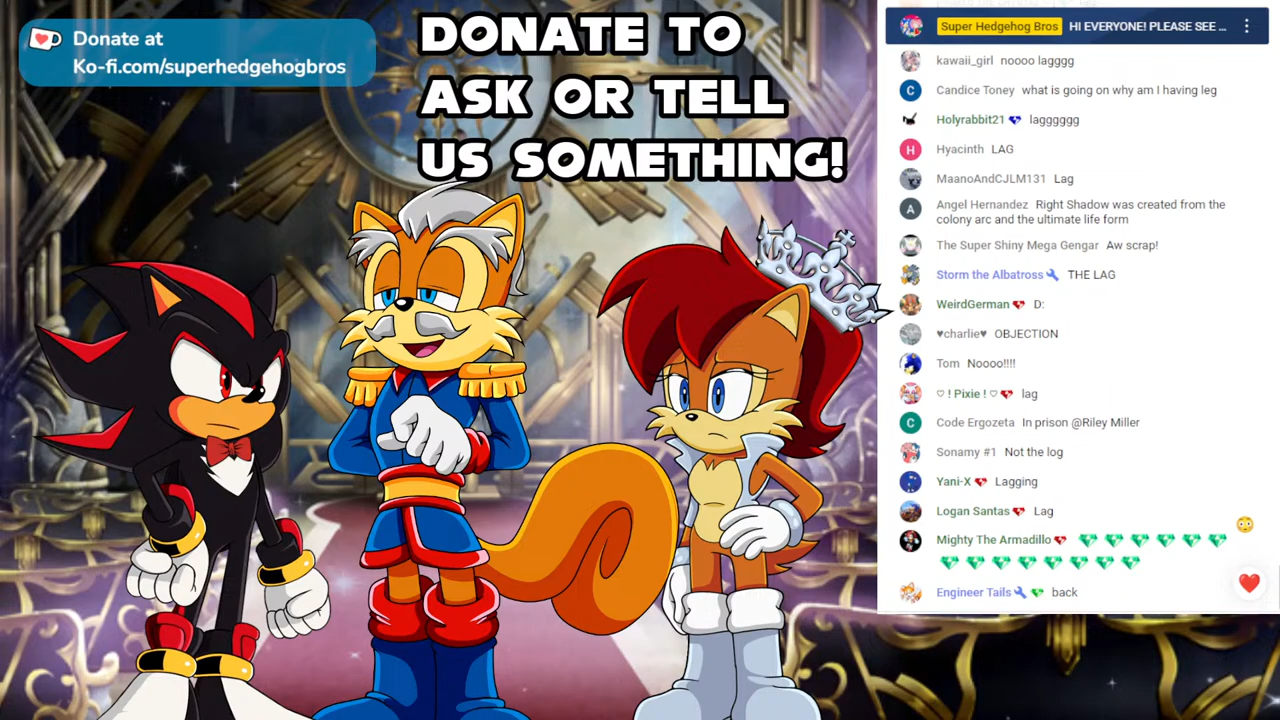 Donate at
Ko-fi.com/superhedgehogbros
DONATE TO
ASK OR TELL
US SOMETHING!
Super Hedgehog Bros HI EVERYONE! PLEASE SEE ...
kawaii_girl noooo lagggg
C Candice Toney what is going on why am I having leg
Holyrabbit21 lagggggg
H Hyacinth LAG
MaanoAndCJLM131 Lag
A Angel Hernandez Right Shadow was created from the
colony arc and the ultimate life form
The Super Shiny Mega Gengar Aw scrap!
Storm the Albatross THE LAG
WeirdGerman D:
♥charlie♥ OBJECTION
Tom Noooo!!!!
♡ ! Pixie ! ♡ lag
C Code Ergozeta In prison @Riley Miller
Sonamy #1 Not the log
Yani-X Lagging
Logan Santas Lag
Mighty The Armadillo
Engineer Tails back